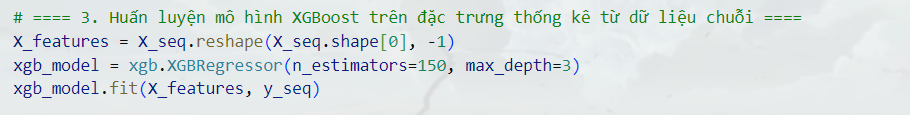 # ==== 3. Huấn luyện mô hình XGBoost trên đặc trưng thống kê từ dữ liệu chuỗi ====
X_features = X_seq.reshape(X_seq.shape[0], -1)
xgb_model = xgb.XGBRegressor(n_estimators=150, max_depth=3)
xgb_model.fit(X_features, y_seq)